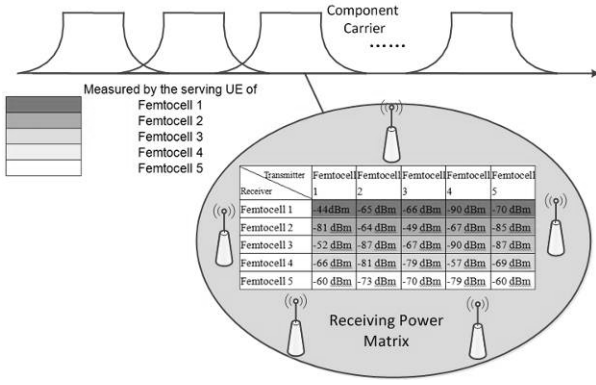 Component
Carrier
......
Measured by the serving UE of
Femtocell 1
Femtocell 2
Femtocell 3
Femtocell 4
Femtocell 5
Transmitter
Receiver
Femtocell 1 Femtocell 2 Femtocell 3 Femtocell 4 Femtocell 5
Femtocell 1 -44dBm -65 dBm -66 dBm -90 dBm -70 dBm
Femtocell 2 -81 dBm -64 dBm -49 dBm -67 dBm -85 dBm
Femtocell 3 -52 dBm -87 dBm -67 dBm -90 dBm -87 dBm
Femtocell 4 -66 dBm -81 dBm -79 dBm -57 dBm -69 dBm
Femtocell 5 -60 dBm -73 dBm -70 dBm -79 dBm -60 dBm
Receiving Power
Matrix